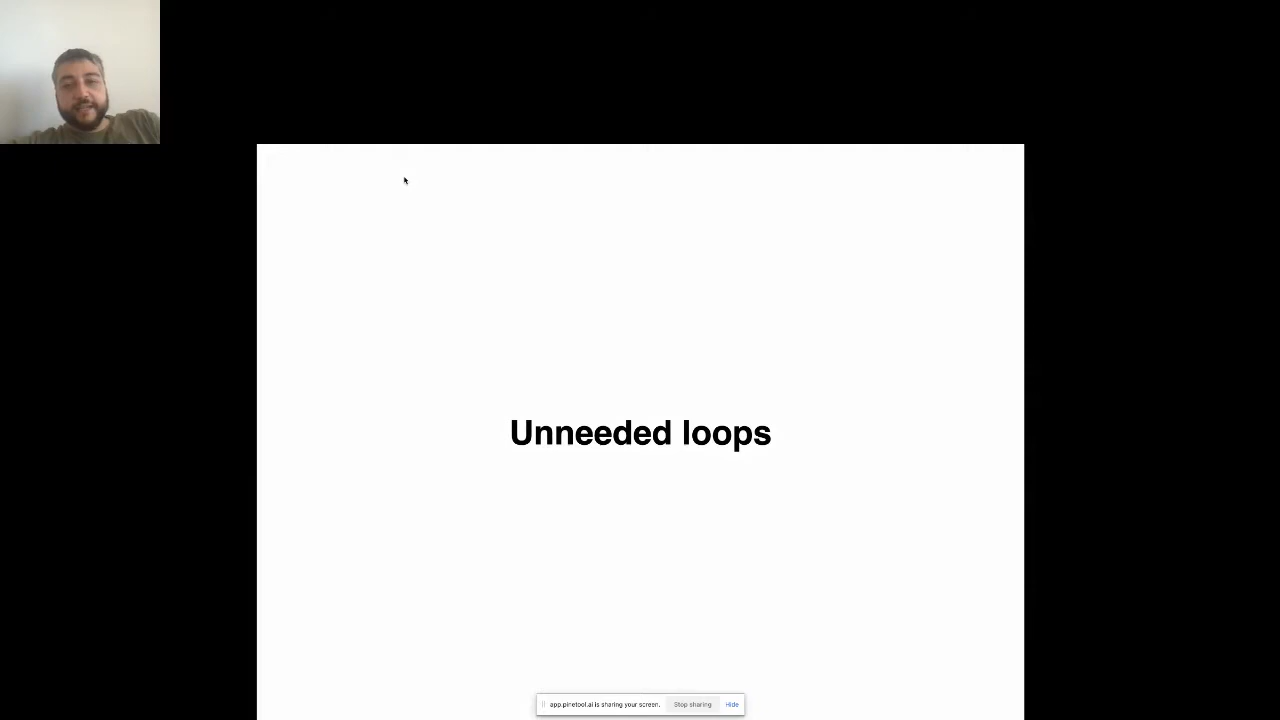 Unneeded loops
app.pinetool.ai is sharing your screen. Stop sharing Hide